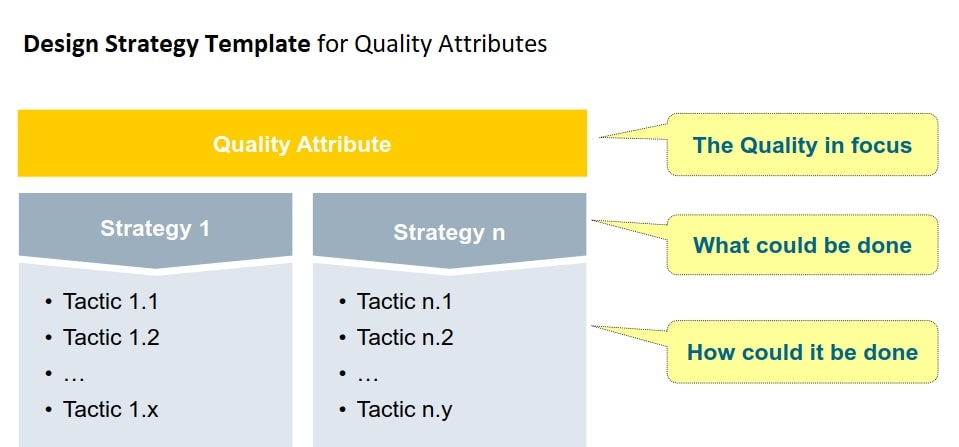 Design Strategy Template for Quality Attributes
Quality Attribute
The Quality in focus
Strategy 1
Strategy n
What could be done
• Tactic 1.1
• Tactic 1.2
• …
• Tactic 1.x
• Tactic n.1
• Tactic n.2
• …
• Tactic n.y
How could it be done